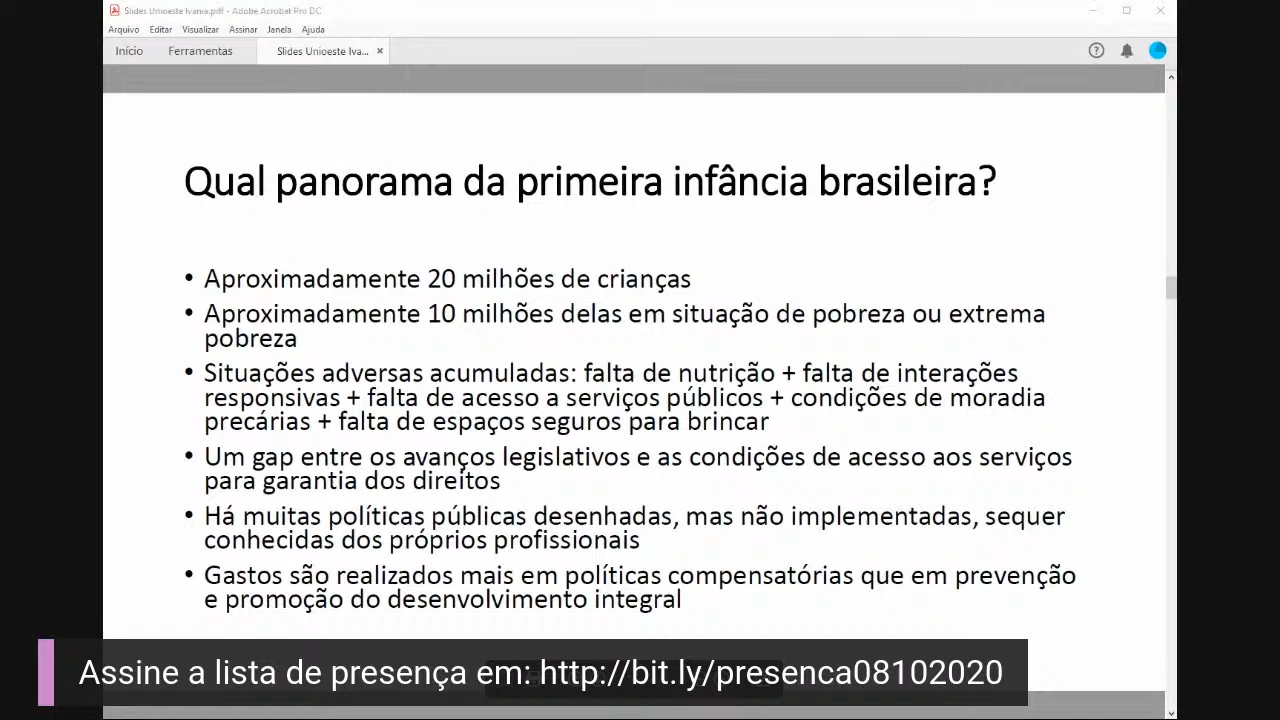 Slides Unioeste Ivania.pdf - Adobe Acrobat Pro DC
Arquivo Editar Visualizar Assinar Janela Ajuda
Início Ferramentas Slides Unioeste Iva... ×
Qual panorama da primeira infância brasileira?
• Aproximadamente 20 milhões de crianças
• Aproximadamente 10 milhões delas em situação de pobreza ou extrema
pobreza
• Situações adversas acumuladas: falta de nutrição + falta de interações
responsivas + falta de acesso a serviços públicos + condições de moradia
precárias + falta de espaços seguros para brincar
• Um gap entre os avanços legislativos e as condições de acesso aos serviços
para garantia dos direitos
• Há muitas políticas públicas desenhadas, mas não implementadas, sequer
conhecidas dos próprios profissionais
• Gastos são realizados mais em políticas compensatórias que em prevenção
e promoção do desenvolvimento integral
Assine a lista de presença em: http://bit.ly/presenca08102020